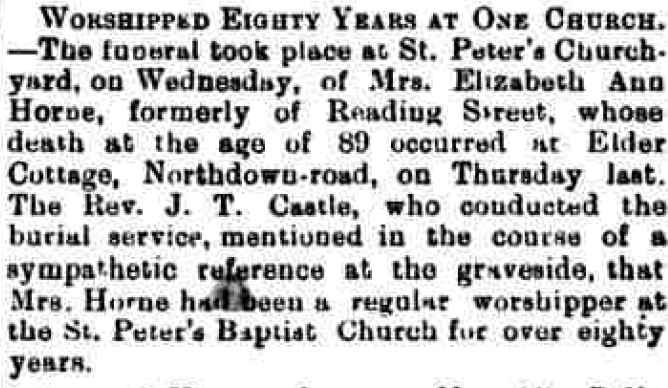 WORSHIPPED EIGHTY YEARS AT ONE CHURCH.
—The funeral took place at St. Peter's Church-
yard, on Wednesday, of Mrs. Elizabeth Ann
Horne, formerly of Reading Street, whose
death at the age of 89 occurred at Elder
Cottage, Northdown-road, on Thursday last.
The Rev. J. T. Castle, who conducted the
burial service, mentioned in the course of a
sympathetic reference at the graveside, that
Mrs. Horne had been a regular worshipper at
the St. Peter's Baptist Church for over eighty
years.